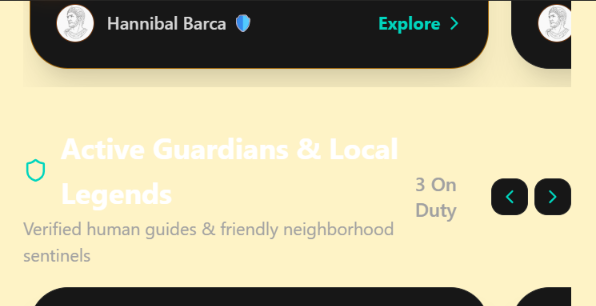 Hannibal Barca
Explore
Active Guardians & Local
Legends
3 On
Duty
Verified human guides & friendly neighborhood
sentinels